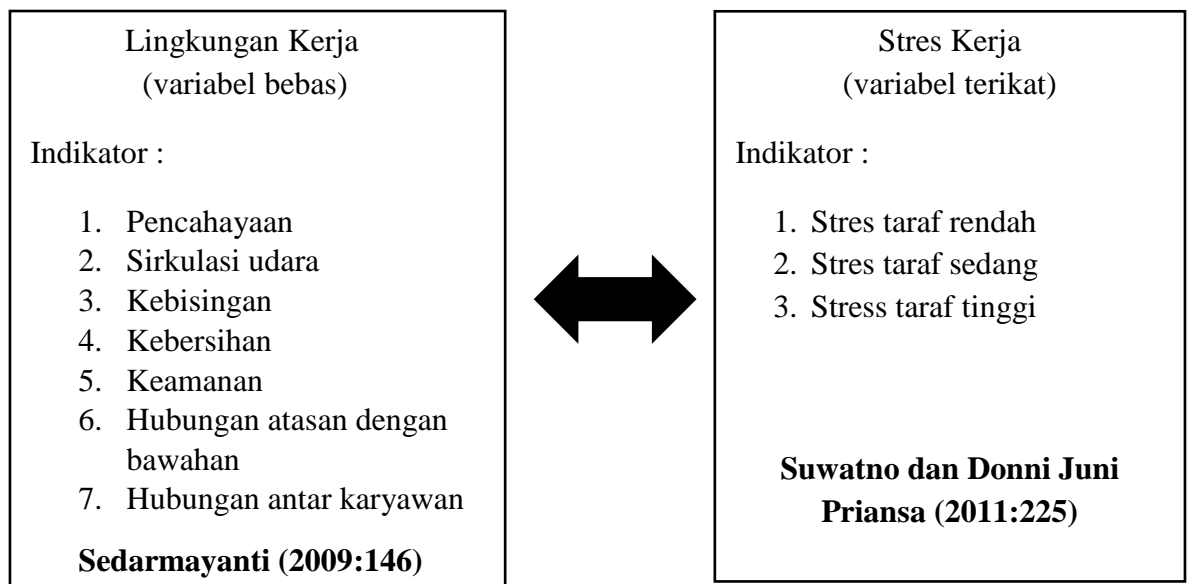 Lingkungan Kerja
(variabel bebas)
Indikator :
1. Pencahayaan
2. Sirkulasi udara
3. Kebisingan
4. Kebersihan
5. Keamanan
6. Hubungan atasan dengan
bawahan
7. Hubungan antar karyawan
Sedarmayanti (2009:146)
Stres Kerja
(variabel terikat)
Indikator :
1. Stres taraf rendah
2. Stres taraf sedang
3. Stress taraf tinggi
Suwatno dan Donni Juni
Priansa (2011:225)